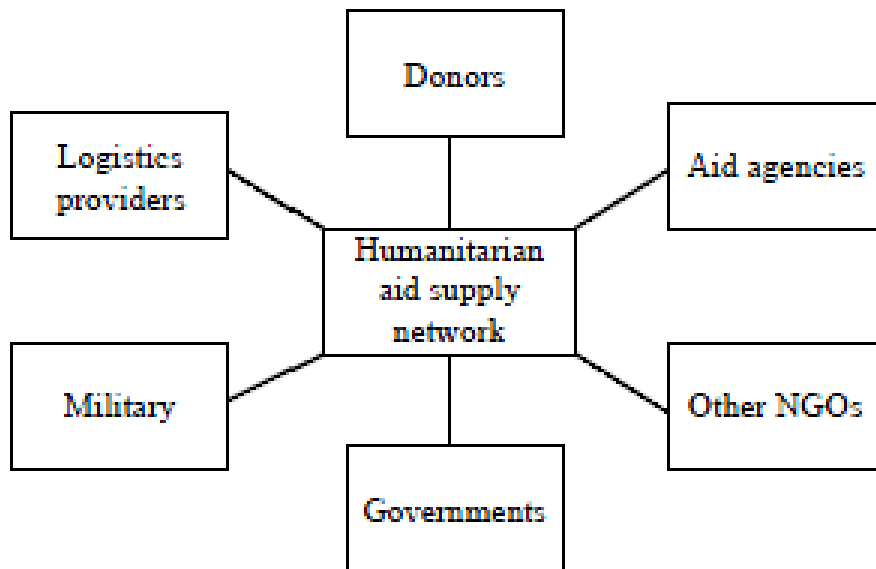 Donors
Logistics
providers
Aid agencies
Humanitarian
aid supply
network
Military
Other NGOs
Governments